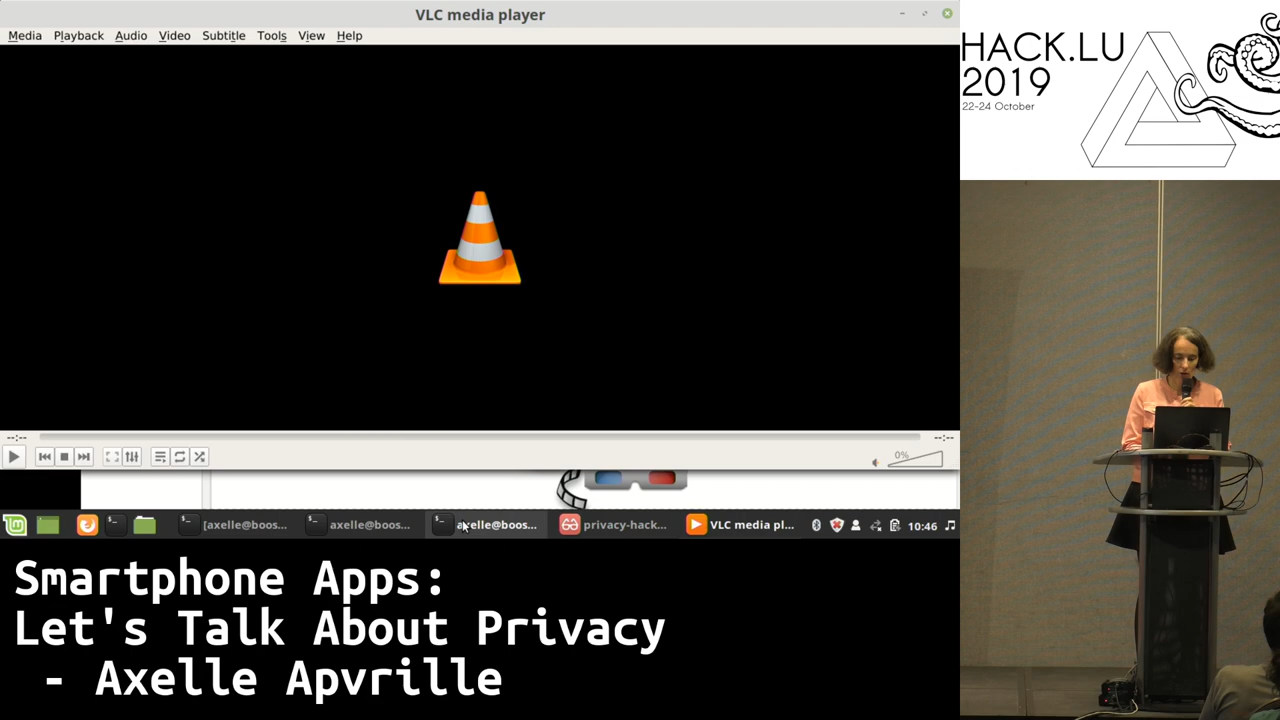 VLC media player
Media Playback Audio Video Subtitle Tools View Help
--:-- --:--
0%
[axelle@boos... axelle@boos... axelle@boos... privacy-hack... VLC media pl... 10:46
Smartphone Apps:
Let's Talk About Privacy
- Axelle Apvrille
HACK.LU
2019
22-24 October